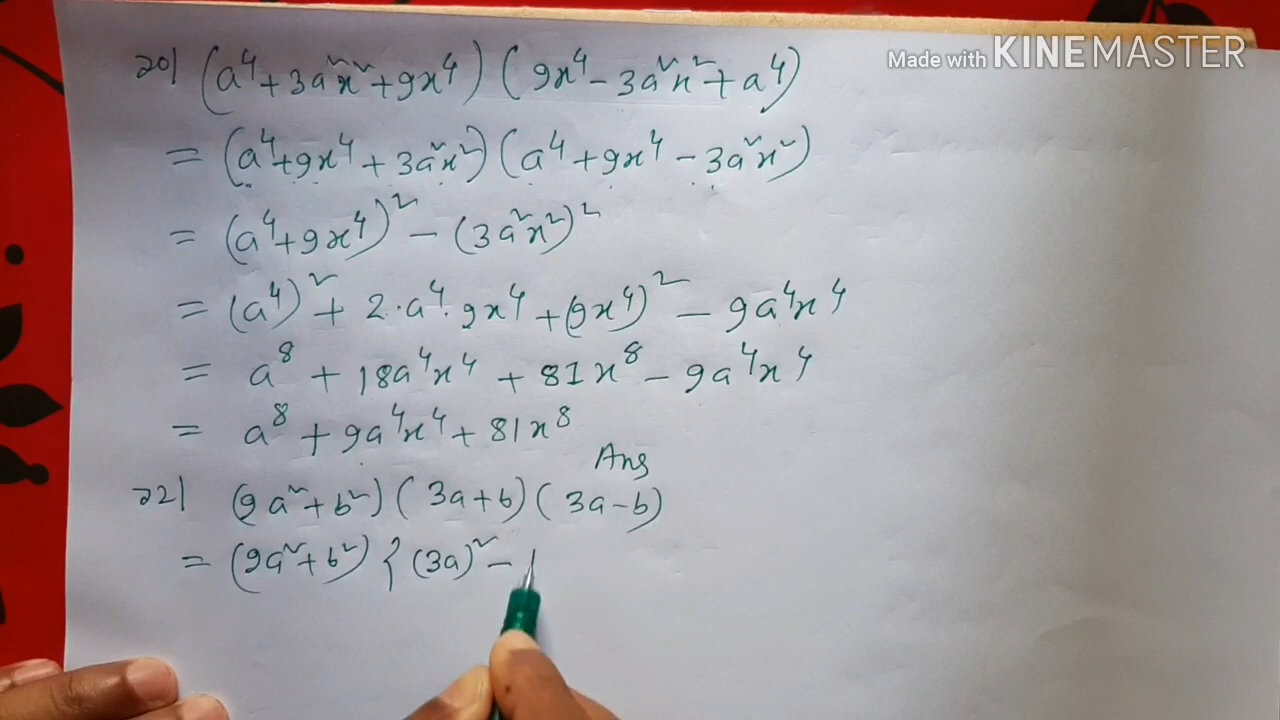 Made with KINEMASTER
20) (a⁴ + 3a²x² + 9x⁴) (9x⁴ - 3a²x² + a⁴)
= (a⁴ + 9x⁴ + 3a²x²) (a⁴ + 9x⁴ - 3a²x²)
= (a⁴ + 9x⁴)² - (3a²x²)²
= (a⁴)² + 2·a⁴·9x⁴ + (9x⁴)² - 9a⁴x⁴
= a⁸ + 18a⁴x⁴ + 81x⁸ - 9a⁴x⁴
= a⁸ + 9a⁴x⁴ + 81x⁸
Ans
22) (9a² + b²) (3a + b) (3a - b)
= (9a² + b²) { (3a)² -